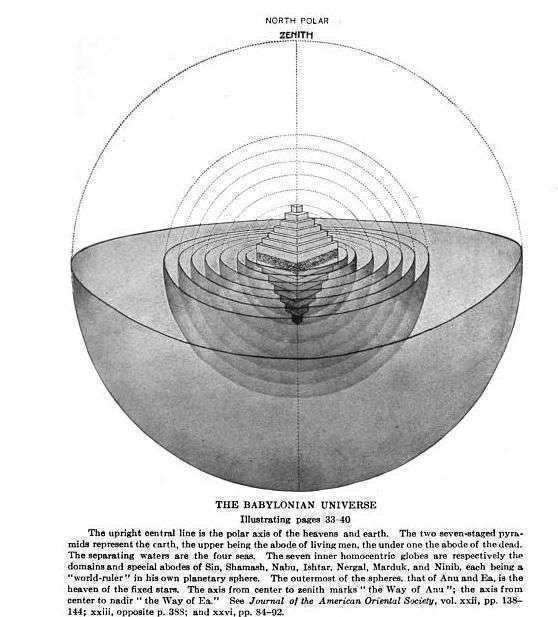 NORTH POLAR
ZENITH
THE BABYLONIAN UNIVERSE
Illustrating pages 33–40
The upright central line is the polar axis of the heavens and earth. The two seven-staged pyra-
mids represent the earth, the upper being the abode of living men, the under one the abode of the dead.
The separating waters are the four seas. The seven inner homocentric globes are respectively the
domains and special abodes of Sin, Shamash, Nabu, Ishtar, Nergal, Marduk, and Ninib, each being a
"world-ruler" in his own planetary sphere. The outermost of the spheres, that of Anu and Ea, is the
heaven of the fixed stars. The axis from center to zenith marks "the Way of Anu"; the axis from
center to nadir "the Way of Ea." See Journal of the American Oriental Society, vol. xxii, pp. 138–
144; xxiii, opposite p. 388; and xxvi, pp. 84–92.